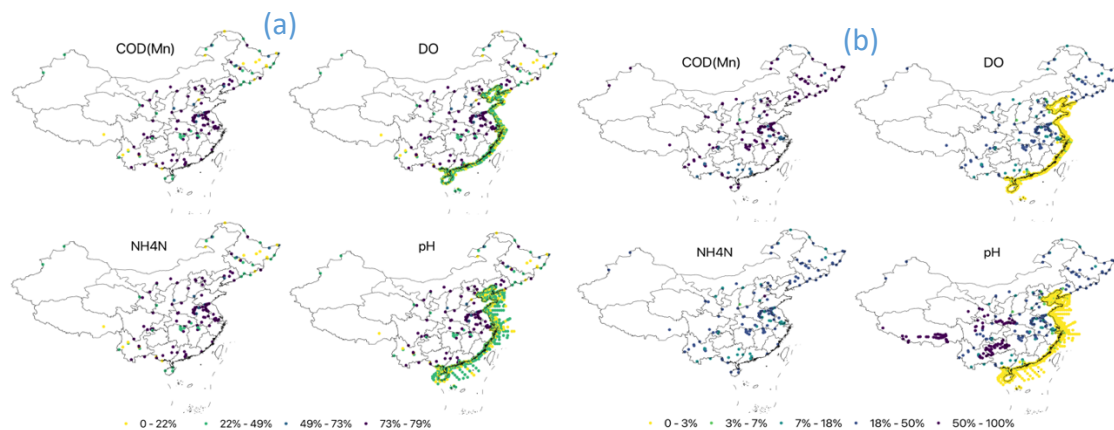 (a)
COD(Mn) DO
NH4N pH
0 - 22% 22% - 49% 49% - 73% 73% - 79%
(b)
COD(Mn) DO
NH4N pH
0 - 3% 3% - 7% 7% - 18% 18% - 50% 50% - 100%